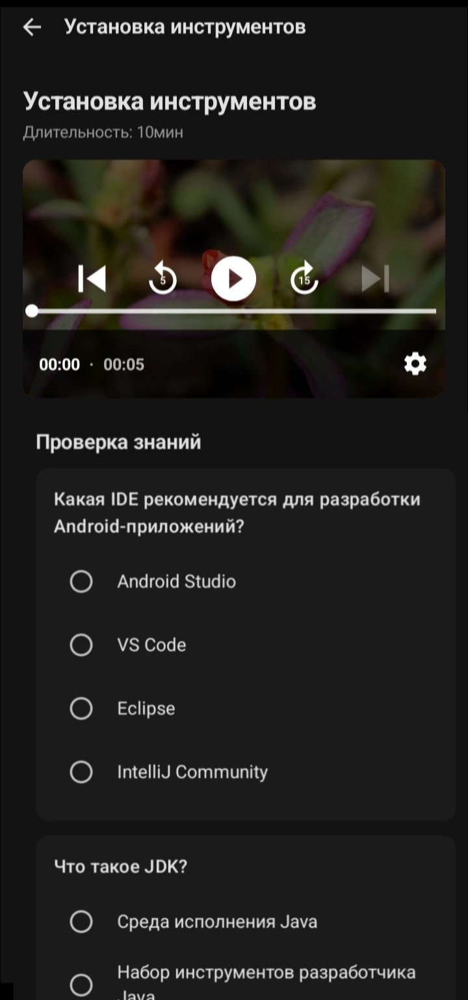 Установка инструментов
Установка инструментов
Длительность: 10мин
5
15
00:00 · 00:05
Проверка знаний
Какая IDE рекомендуется для разработки
Android-приложений?
Android Studio
VS Code
Eclipse
IntelliJ Community
Что такое JDK?
Среда исполнения Java
Набор инструментов разработчика
Java